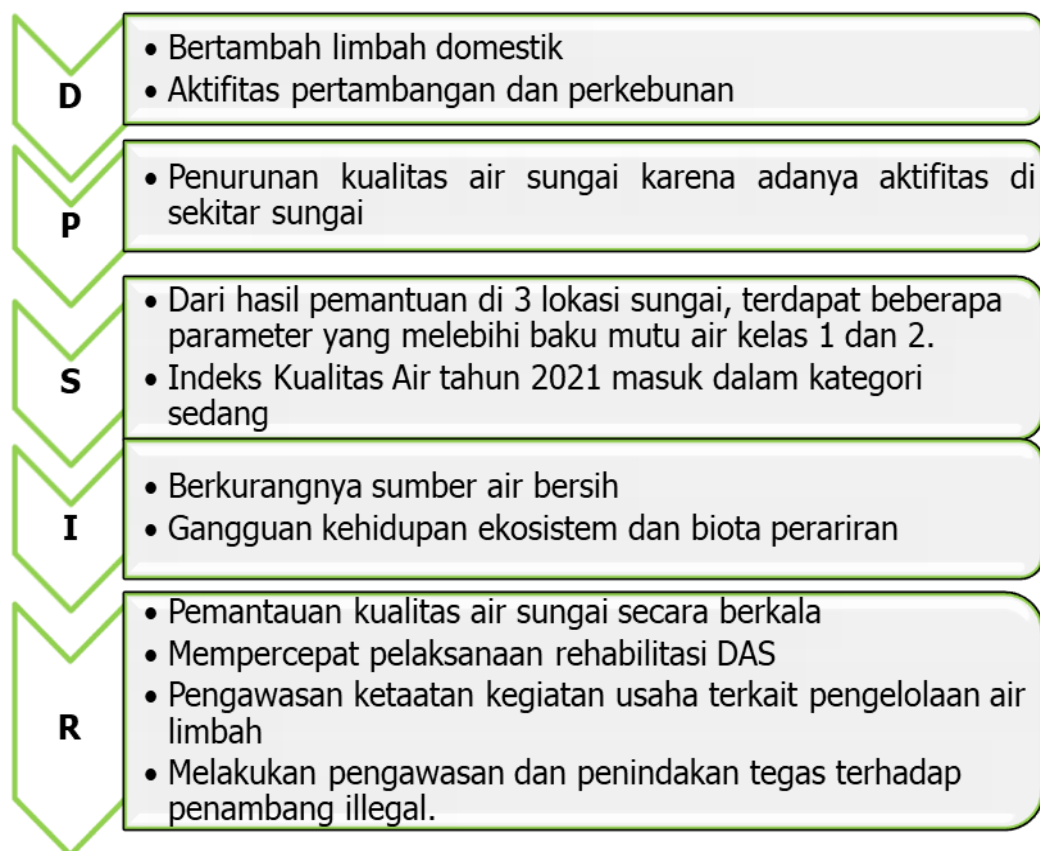 D
• Bertambah limbah domestik
• Aktifitas pertambangan dan perkebunan
P
• Penurunan kualitas air sungai karena adanya aktifitas di
sekitar sungai
S
• Dari hasil pemantuan di 3 lokasi sungai, terdapat beberapa
parameter yang melebihi baku mutu air kelas 1 dan 2.
• Indeks Kualitas Air tahun 2021 masuk dalam kategori
sedang
I
• Berkurangnya sumber air bersih
• Gangguan kehidupan ekosistem dan biota perariran
R
• Pemantauan kualitas air sungai secara berkala
• Mempercepat pelaksanaan rehabilitasi DAS
• Pengawasan ketaatan kegiatan usaha terkait pengelolaan air
limbah
• Melakukan pengawasan dan penindakan tegas terhadap
penambang illegal.